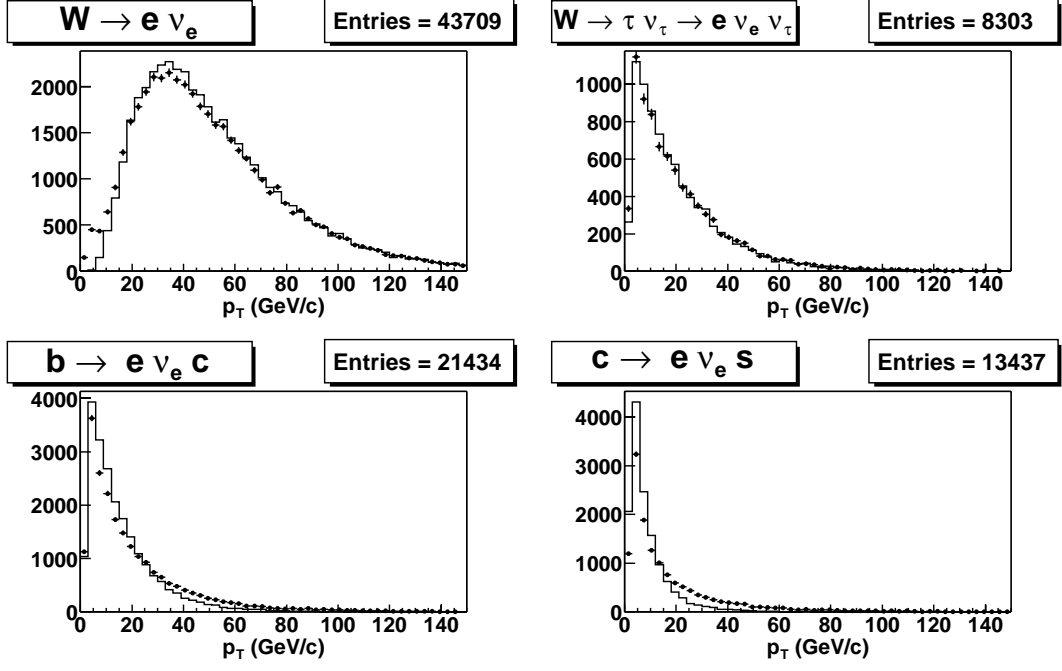 W → e νe
Entries = 43709
2000
1500
1000
500
0
0 20 40 60 80 100 120 140
pT (GeV/c)
W → τ ντ → e νe ντ
Entries = 8303
1000
800
600
400
200
0
0 20 40 60 80 100 120 140
pT (GeV/c)
b → e νe c
Entries = 21434
4000
3000
2000
1000
0
0 20 40 60 80 100 120 140
pT (GeV/c)
c → e νe s
Entries = 13437
4000
3000
2000
1000
0
0 20 40 60 80 100 120 140
pT (GeV/c)